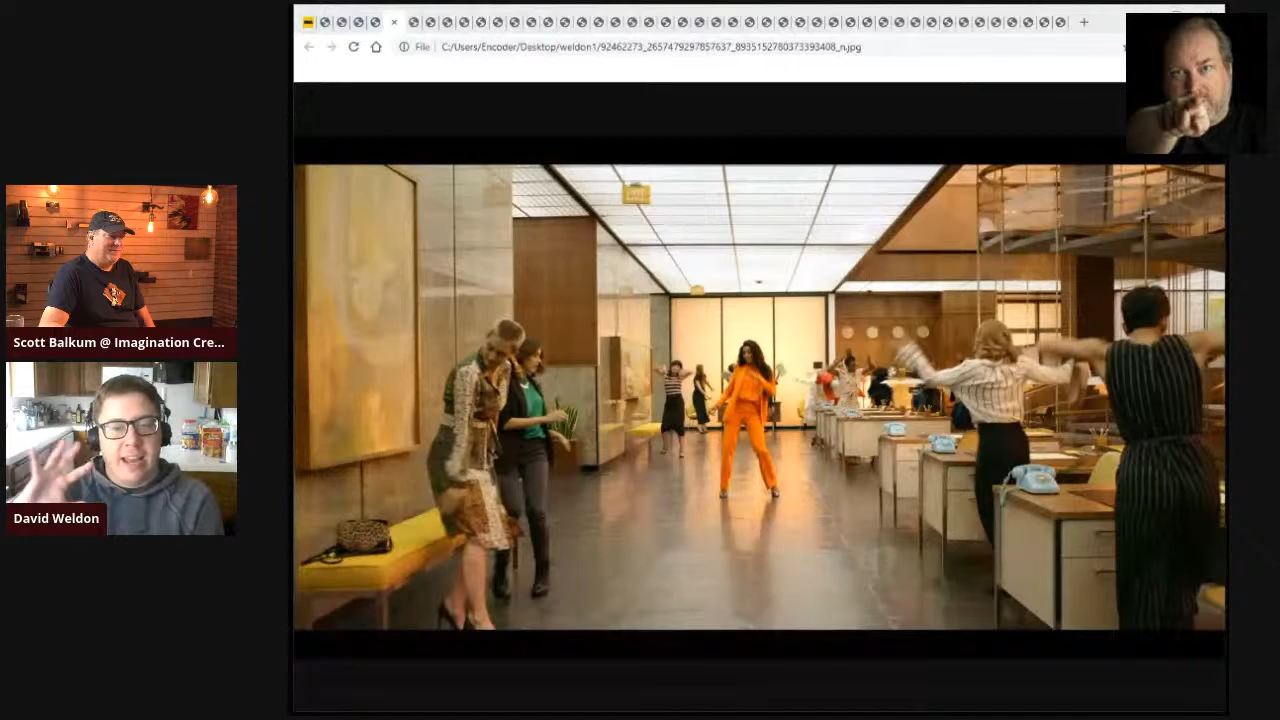 File
C:/Users/Encoder/Desktop/weldon1/92462273_2657479297857637_8935152780373393408_n.jpg
Scott Balkum @ Imagination Cre...
David Weldon